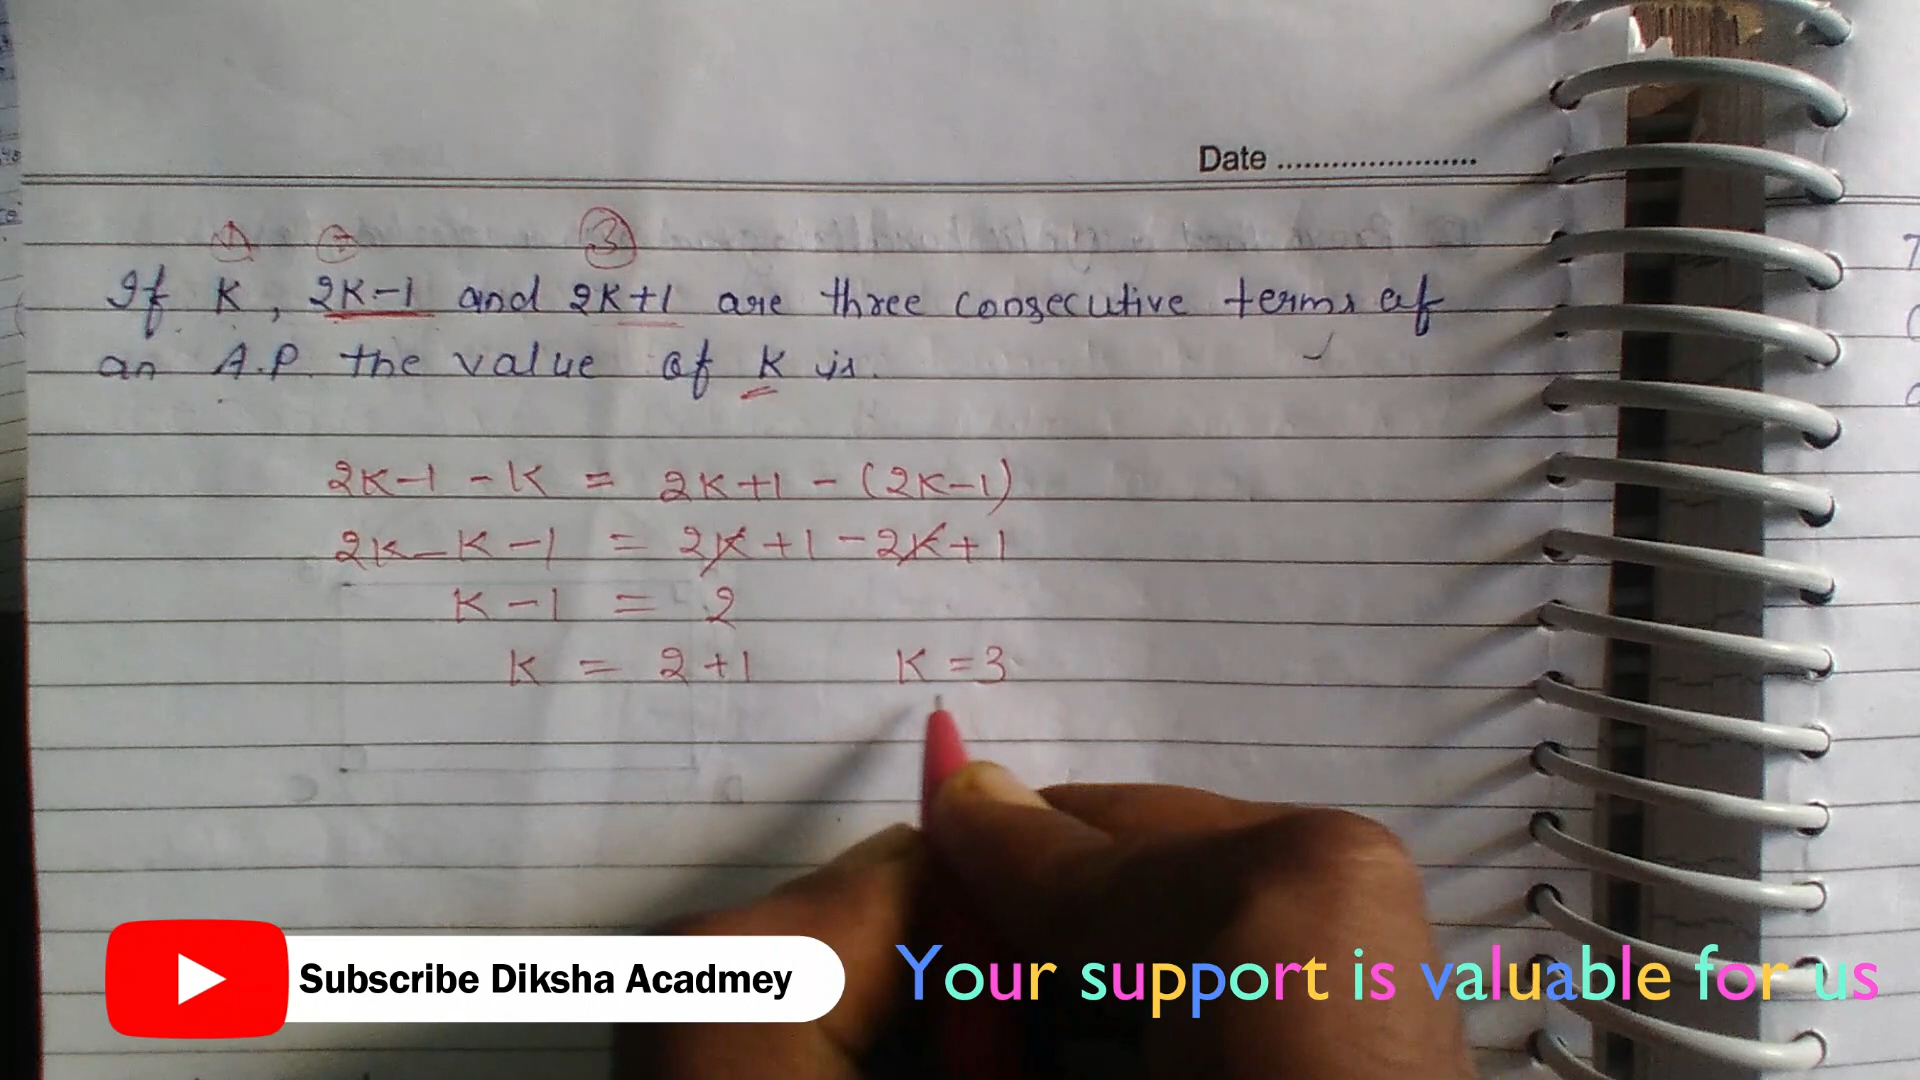 Date ......................
① ② ③
If K, 2K-1 and 2K+1 are three consecutive terms of
an A.P. the value of K is.
2K-1 - K = 2K+1 - (2K-1)
2K-K-1 = 2K+1-2K+1
K-1 = 2
K = 2+1 K=3
Subscribe Diksha Acadmey
Your support is valuable for us